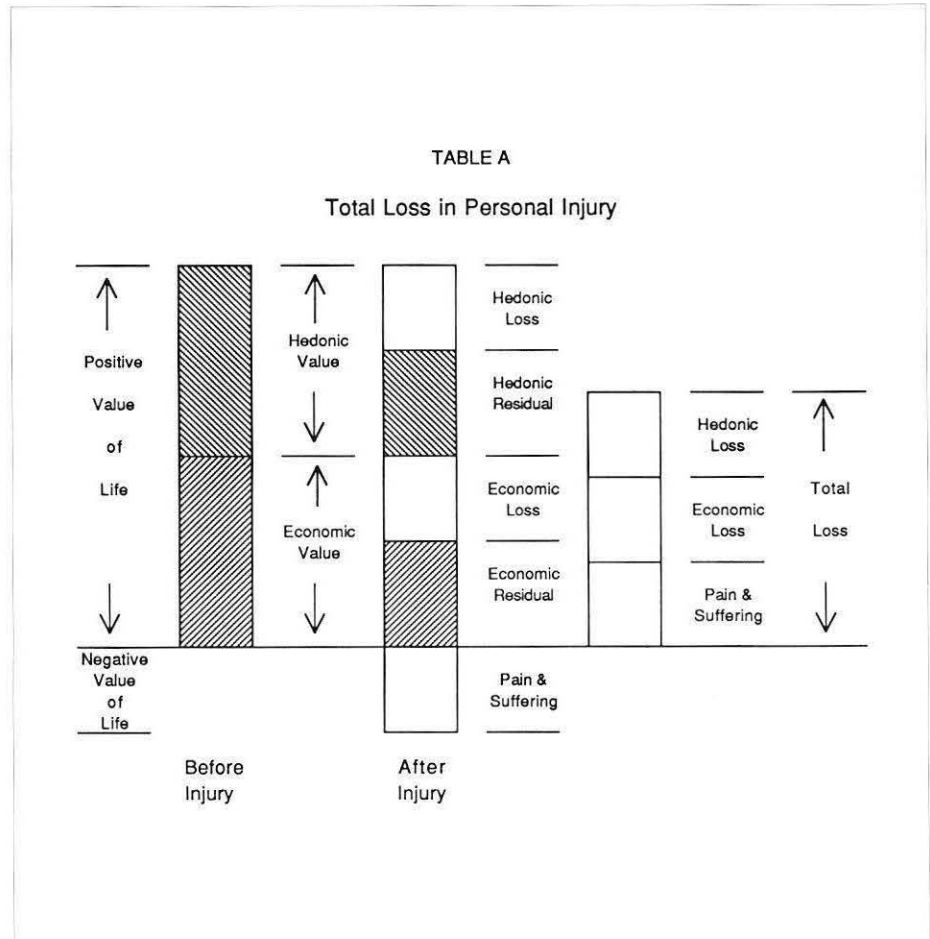 TABLE A
Total Loss in Personal Injury
Positive
Value
of
Life
Negative
Value
of
Life
Before
Injury
Hedonic
Value
Economic
Value
After
Injury
Hedonic
Loss
Hedonic
Residual
Economic
Loss
Economic
Residual
Pain &
Suffering
Hedonic
Loss
Economic
Loss
Pain &
Suffering
Total
Loss